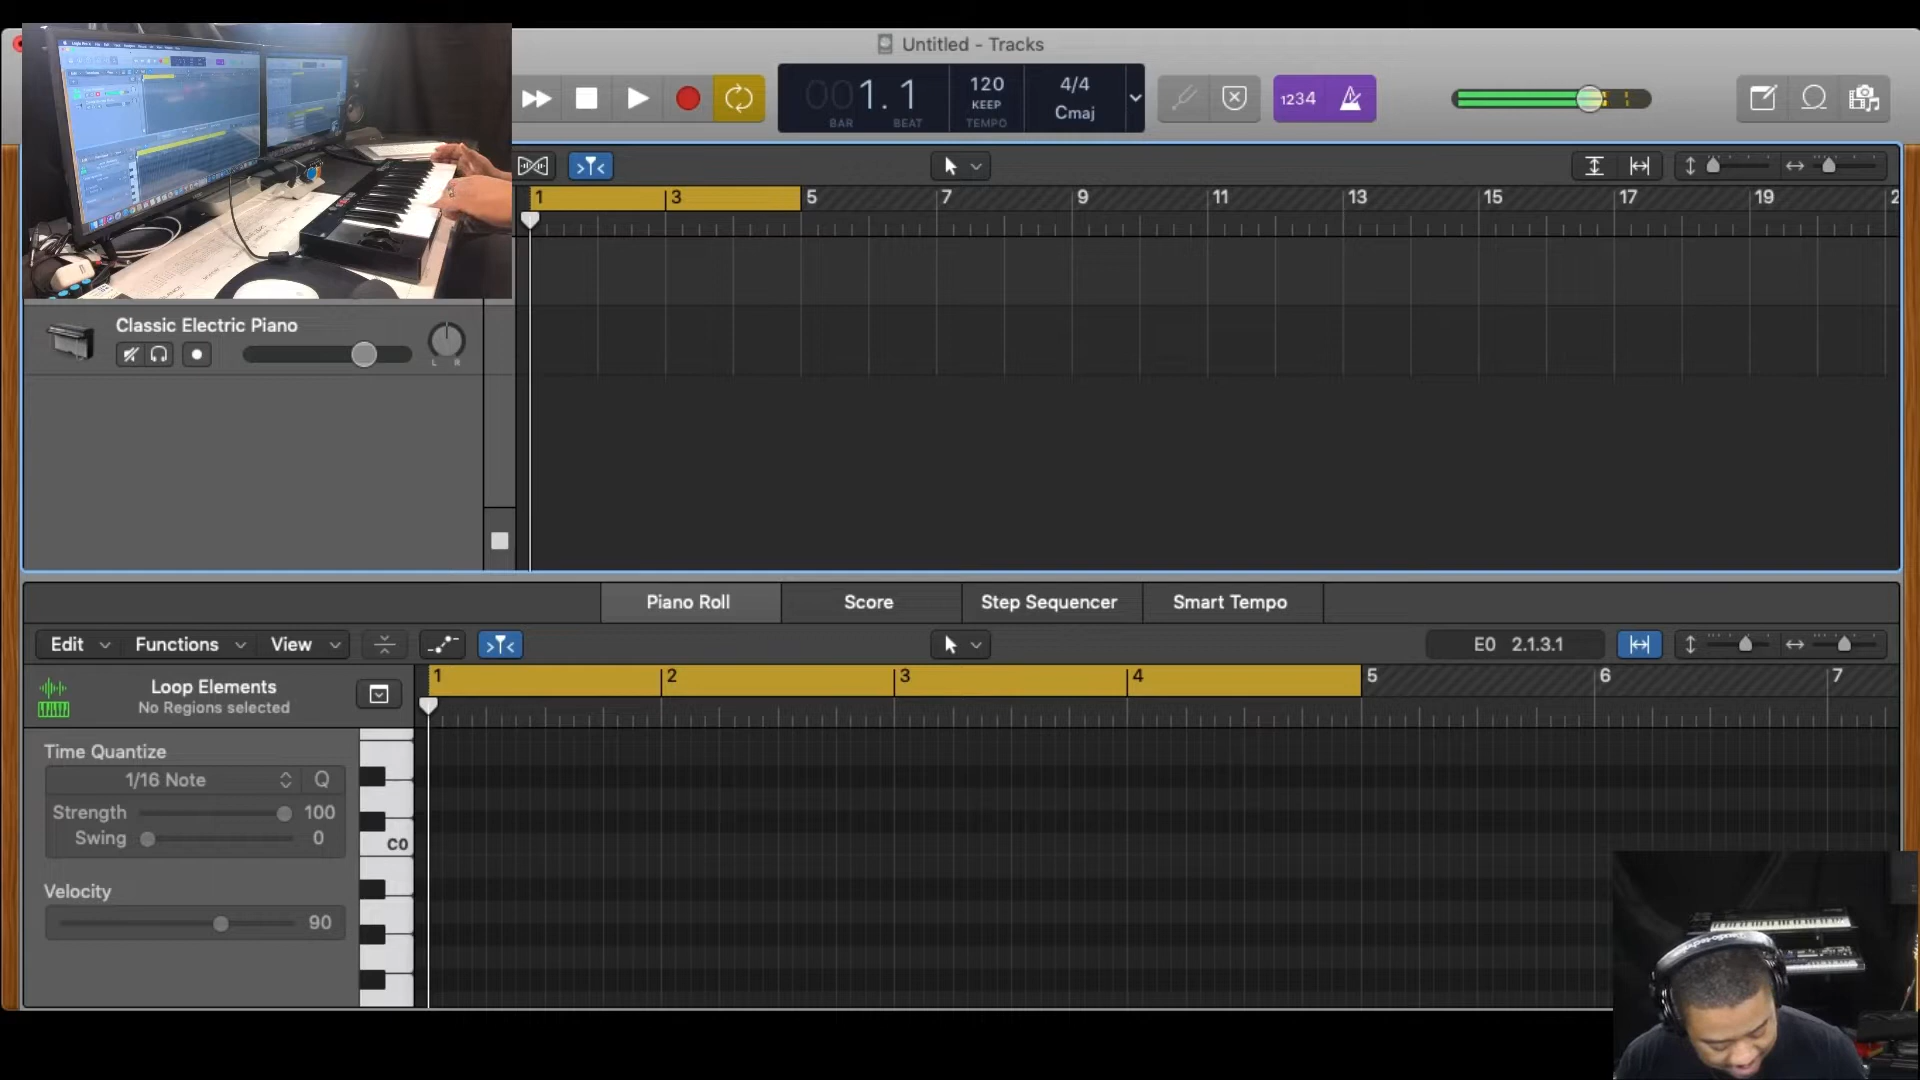 Untitled - Tracks
001.1
BAR BEAT
120
KEEP
TEMPO
4/4
Cmaj
1234
1 3 5 7 9 11 13 15 17 19 2
Classic Electric Piano
L R
Piano Roll Score Step Sequencer Smart Tempo
Edit Functions View
E0 2.1.3.1
Loop Elements
No Regions selected
1 2 3 4 5 6 7
Time Quantize
1/16 Note Q
Strength 100
Swing 0
C0
Velocity
90